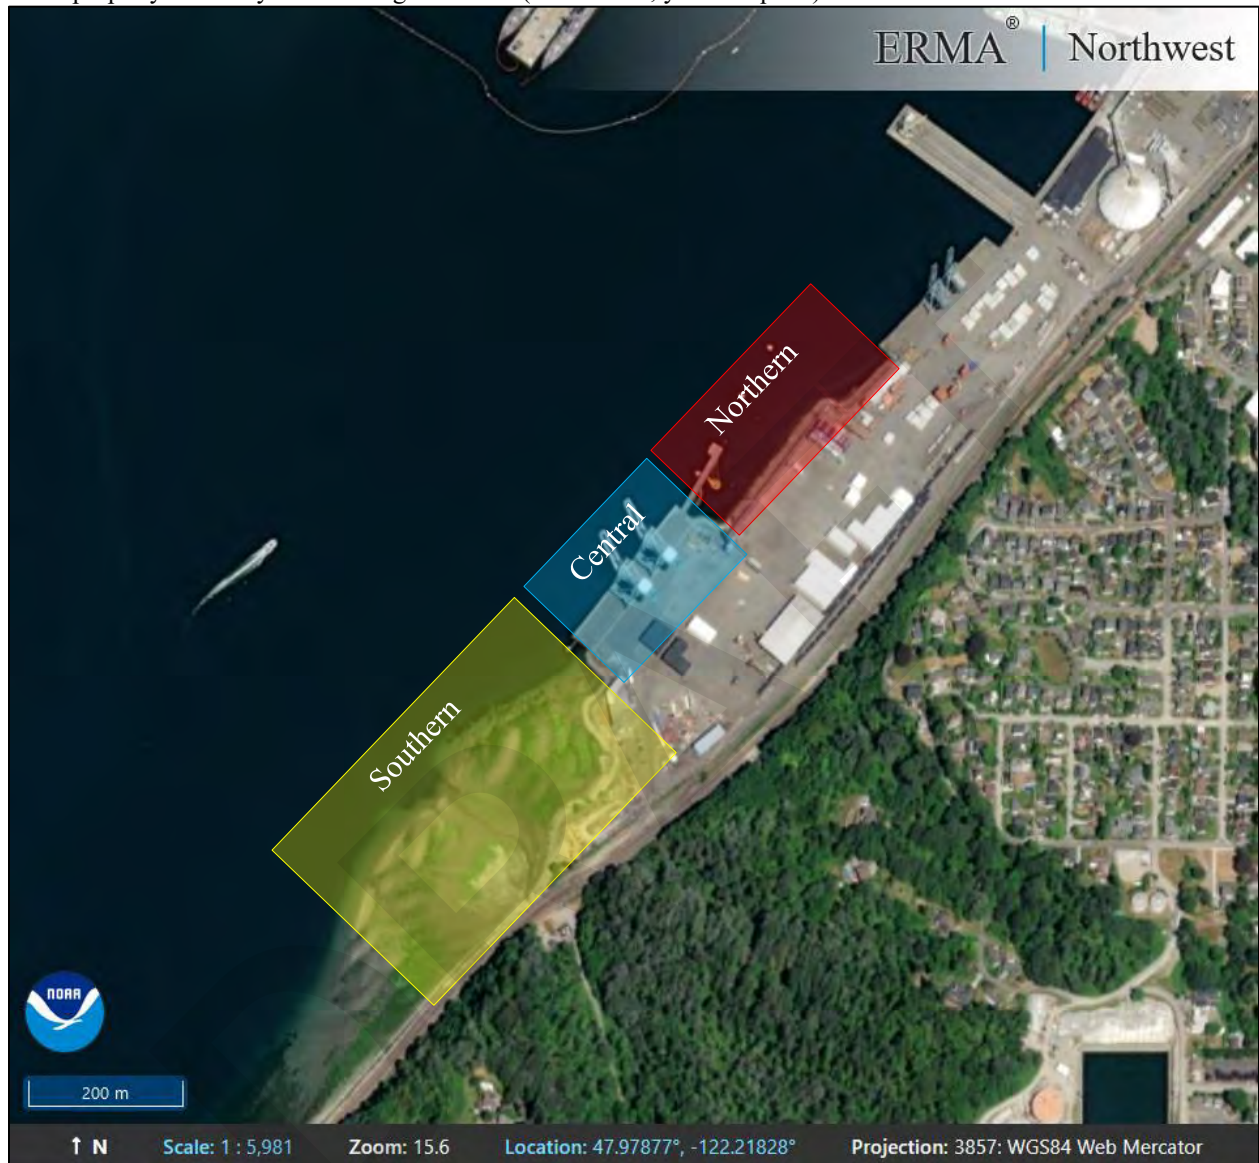 ERMA® | Northwest
Northern
Central
Southern
NOAA
200 m
↑ N Scale: 1 : 5,981 Zoom: 15.6 Location: 47.97877°, -122.21828° Projection: 3857: WGS84 Web Mercator